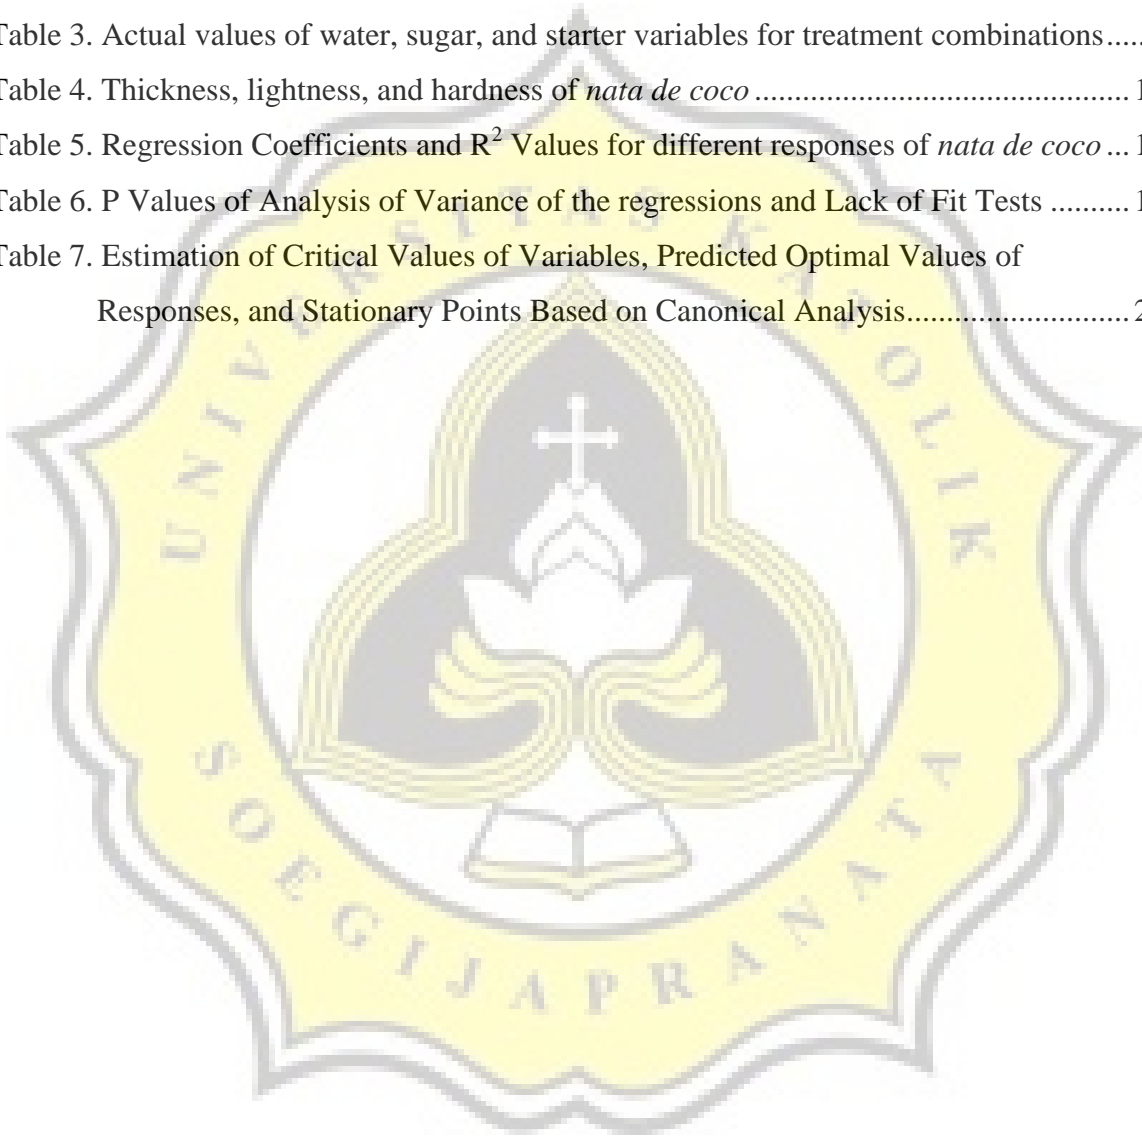 Table 3. Actual values of water, sugar, and starter variables for treatment combinations.....
Table 4. Thickness, lightness, and hardness of nata de coco ........................................... 1
Table 5. Regression Coefficients and R² Values for different responses of nata de coco ... 1
Table 6. P Values of Analysis of Variance of the regressions and Lack of Fit Tests .......... 1
Table 7. Estimation of Critical Values of Variables, Predicted Optimal Values of
Responses, and Stationary Points Based on Canonical Analysis.......................... 2
UNIVERSITAS KATOLIK
SOEGIJAPRANATA